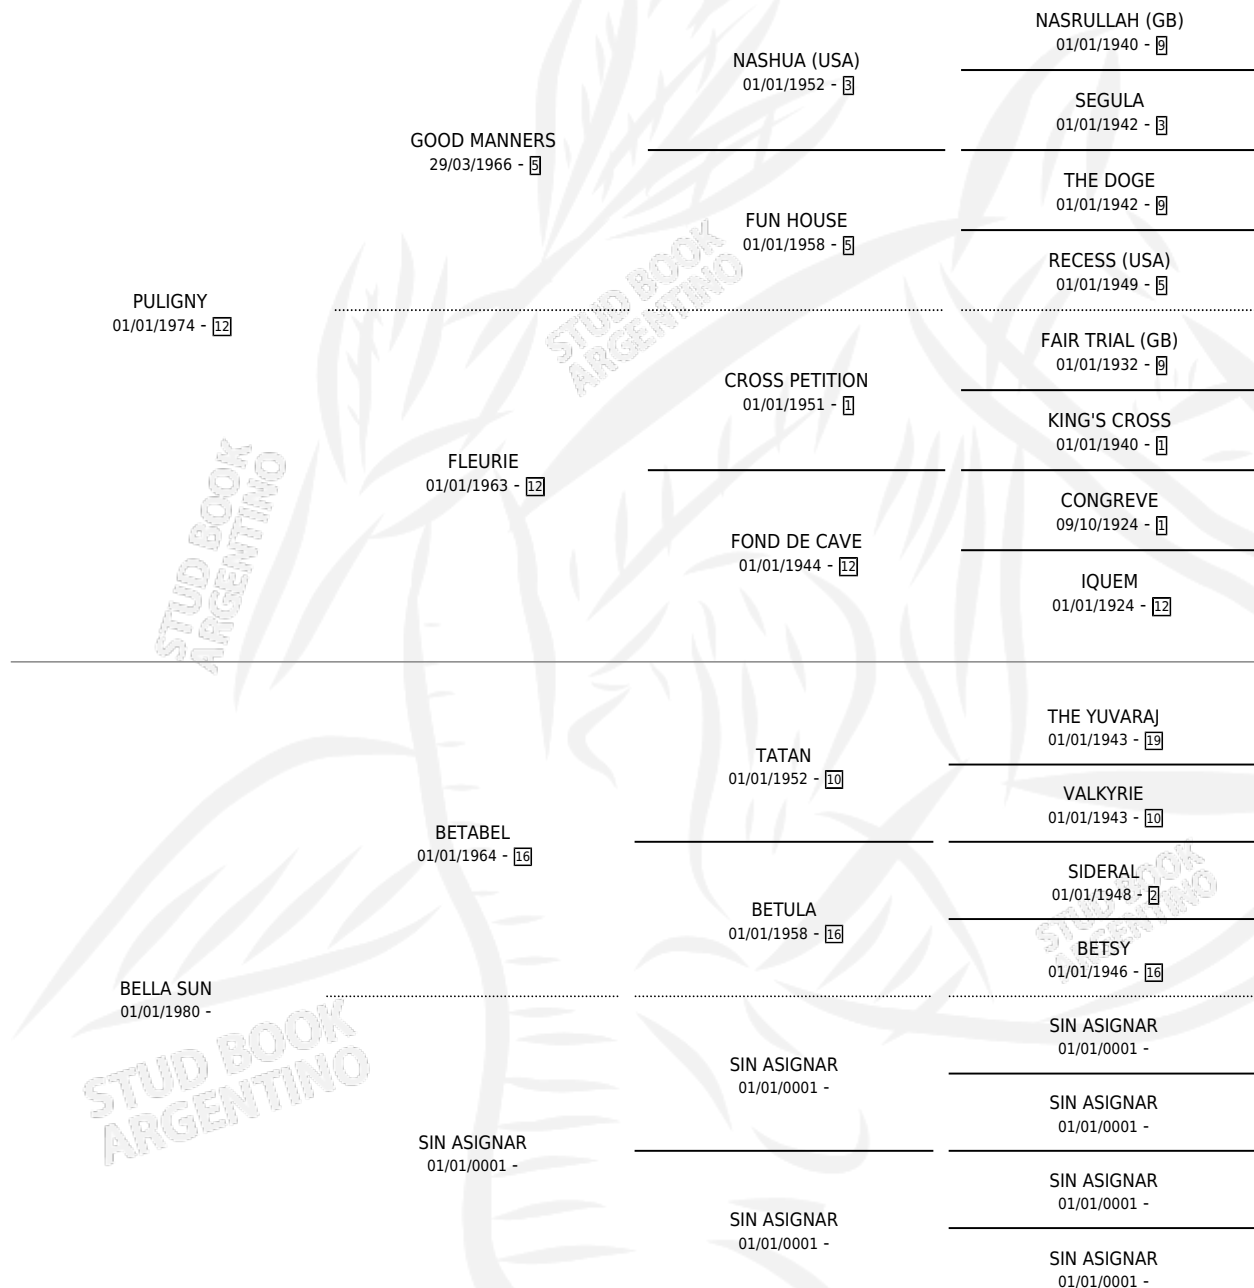 PULIGNY
01/01/1974 - 12
GOOD MANNERS
29/03/1966 - 5
NASHUA (USA)
01/01/1952 - 3
NASRULLAH (GB)
01/01/1940 - 9
SEGULA
01/01/1942 - 3
FUN HOUSE
01/01/1958 - 5
THE DOGE
01/01/1942 - 9
RECESS (USA)
01/01/1949 - 5
FLEURIE
01/01/1963 - 12
CROSS PETITION
01/01/1951 - 1
FAIR TRIAL (GB)
01/01/1932 - 9
KING'S CROSS
01/01/1940 - 1
FOND DE CAVE
01/01/1944 - 12
CONGREVE
09/10/1924 - 1
IQUEM
01/01/1924 - 12
BELLA SUN
01/01/1980 -
BETABEL
01/01/1964 - 16
TATAN
01/01/1952 - 10
THE YUVARAJ
01/01/1943 - 19
VALKYRIE
01/01/1943 - 10
BETULA
01/01/1958 - 16
SIDERAL
01/01/1948 - 2
BETSY
01/01/1946 - 16
SIN ASIGNAR
01/01/0001 -
SIN ASIGNAR
01/01/0001 -
SIN ASIGNAR
01/01/0001 -
SIN ASIGNAR
01/01/0001 -
SIN ASIGNAR
01/01/0001 -
SIN ASIGNAR
01/01/0001 -
SIN ASIGNAR
01/01/0001 -
STUD BOOK
ARGENTINO
STUD BOOK
ARGENTINO
STUD BOOK
ARGENTINO
STUD BOOK
ARGENTINO